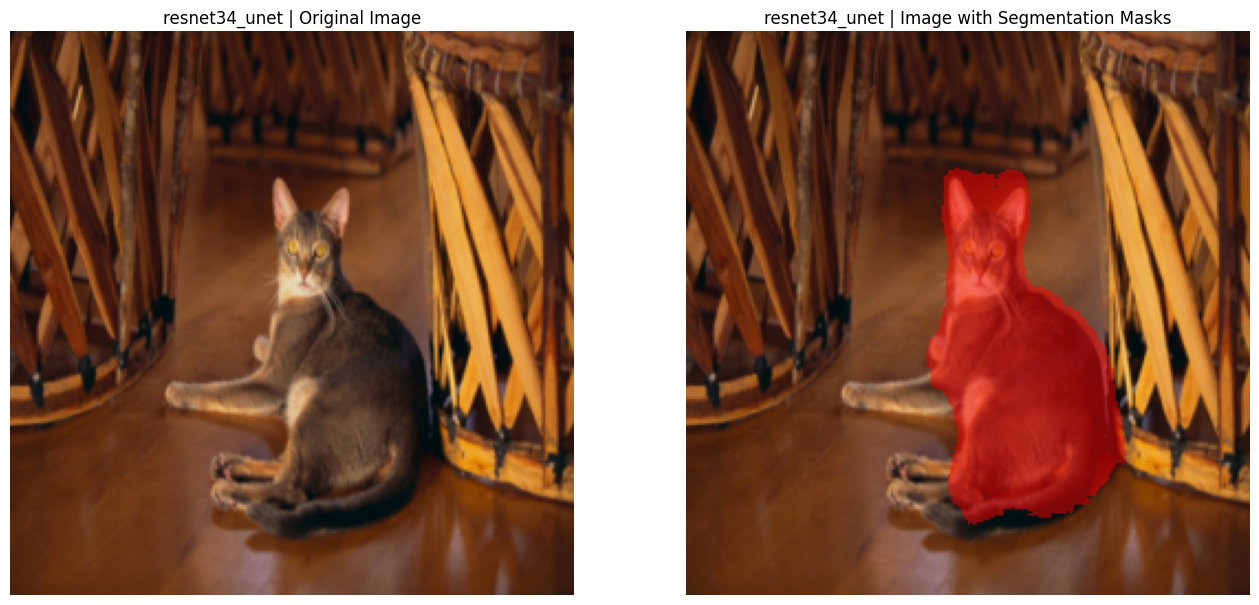 resnet34_unet | Original Image
resnet34_unet | Image with Segmentation Masks